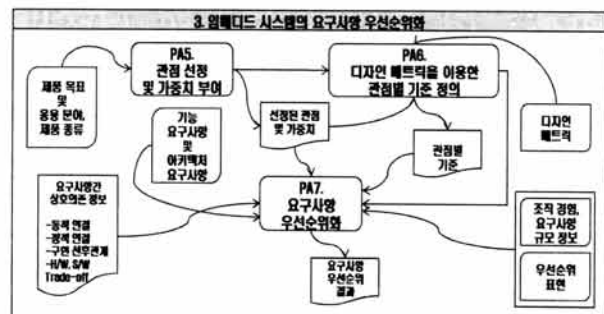 3. 임베디드 시스템의 요구사항 우선순위화
PA5.
관점 선정
및 가중치 부여
PA6.
디자인 메트릭을 이용한
관점별 기준 정의
제품 목표
및
응용 분야,
제품 종류
기능
요구사항
및
아키텍처
요구사항
선정된 관점
및 가중치
관점별
기준
디자인
메트릭
요구사항간
상호의존 정보
-동적 연결
-정적 연결
-구현 선후관계
-H/W, S/W
Trade-off
PA7.
요구사항
우선순위화
조직 경험,
요구사항
규모 정보
우선순위
표현
요구사항
우선순위
결과